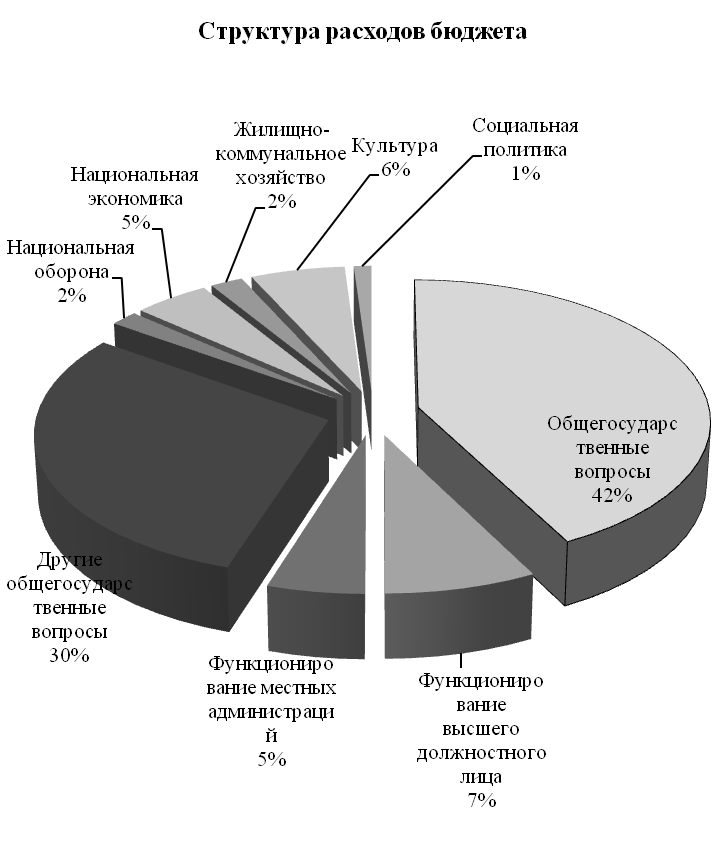 Структура расходов бюджета
Жилищно-
коммунальное
хозяйство
2%
Культура
6%
Социальная
политика
1%
Национальная
экономика
5%
Национальная
оборона
2%
Общегосударс
твенные
вопросы
42%
Другие
общегосударс
твенные
вопросы
30%
Функциониро
вание местных
администраци
й
5%
Функциониро
вание
высшего
должностного
лица
7%